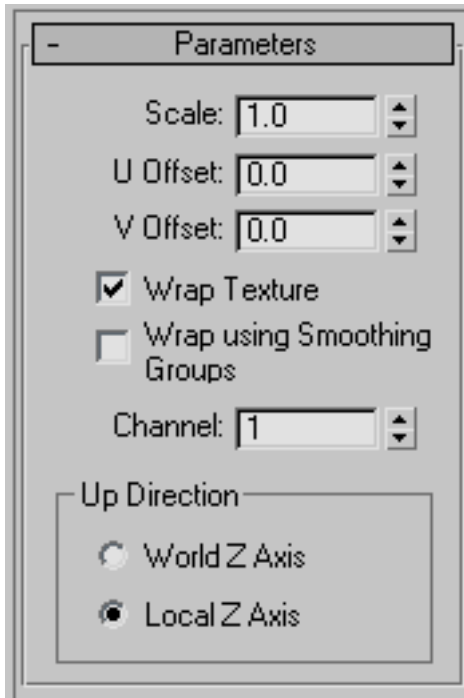 - Parameters
Scale: 1.0
U Offset: 0.0
V Offset: 0.0
Wrap Texture
Wrap using Smoothing
Groups
Channel: 1
Up Direction
World Z Axis
Local Z Axis